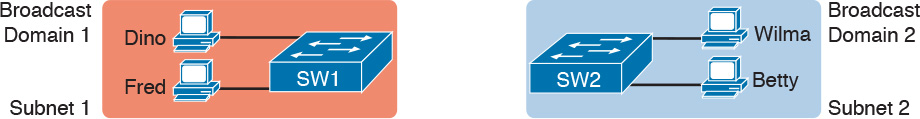 Broadcast
Domain 1
Dino
Fred
SW1
Subnet 1
Broadcast
Domain 2
Wilma
Betty
SW2
Subnet 2